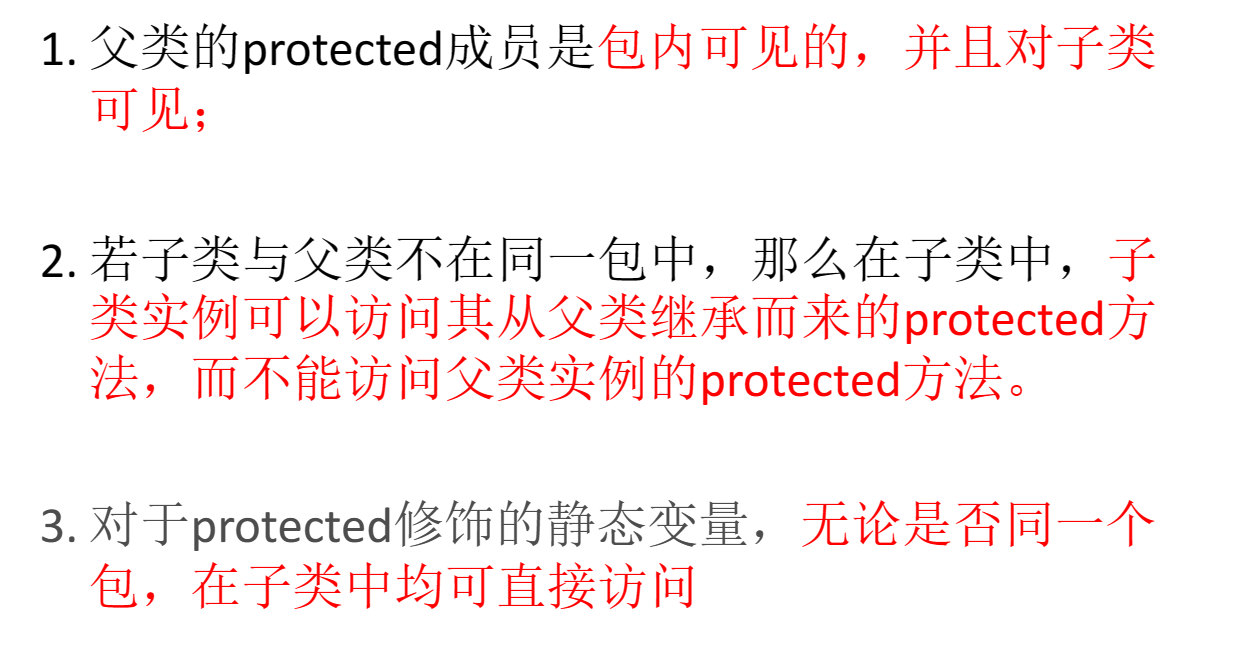 1. 父类的protected成员是包内可见的，并且对子类
可见；
2. 若子类与父类不在同一包中，那么在子类中，子
类实例可以访问其从父类继承而来的protected方
法，而不能访问父类实例的protected方法。
3. 对于protected修饰的静态变量，无论是否同一个
包，在子类中均可直接访问